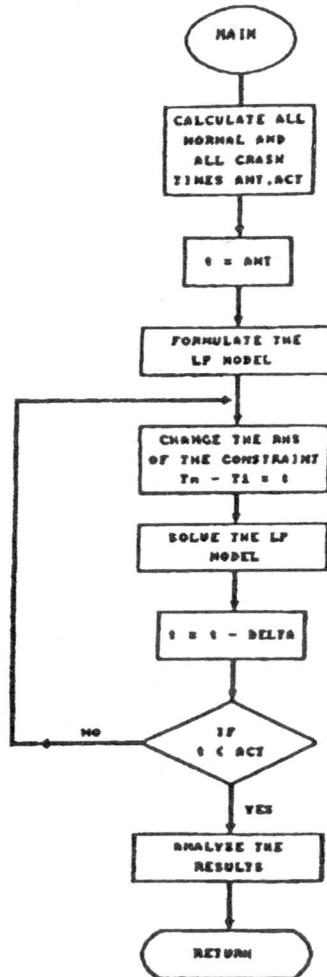 MAIN
CALCULATE ALL
NORMAL AND
ALL CRASH
TIMES ANT,ACT
t = ANT
FORMULATE THE
LP MODEL
CHANGE THE RHS
OF THE CONSTRAINT
Tn - T1 = t
SOLVE THE LP
MODEL
t = t - DELTA
IF
t < ACT
NO
YES
ANALYSE THE
RESULTS
RETURN